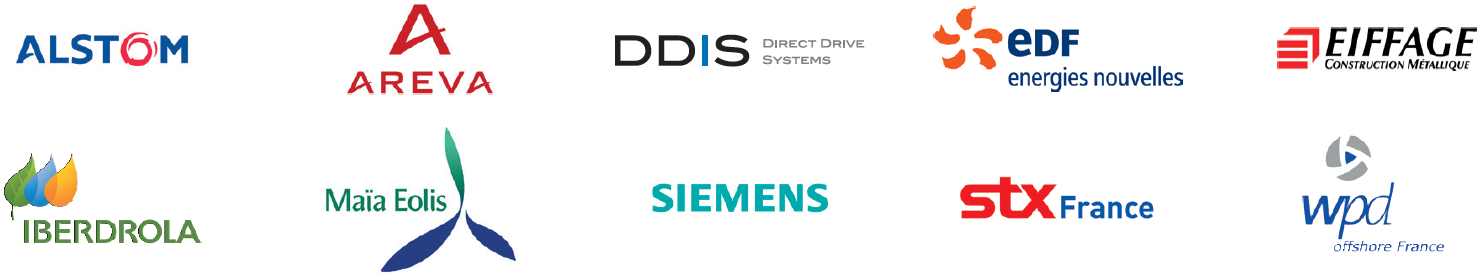 ALSTOM
AREVA
DDIS DIRECT DRIVE
SYSTEMS
eDF
energies nouvelles
EIFFAGE
CONSTRUCTION MÉTALLIQUE
IBERDROLA
Maïa Eolis
SIEMENS
stx France
wpd
offshore France